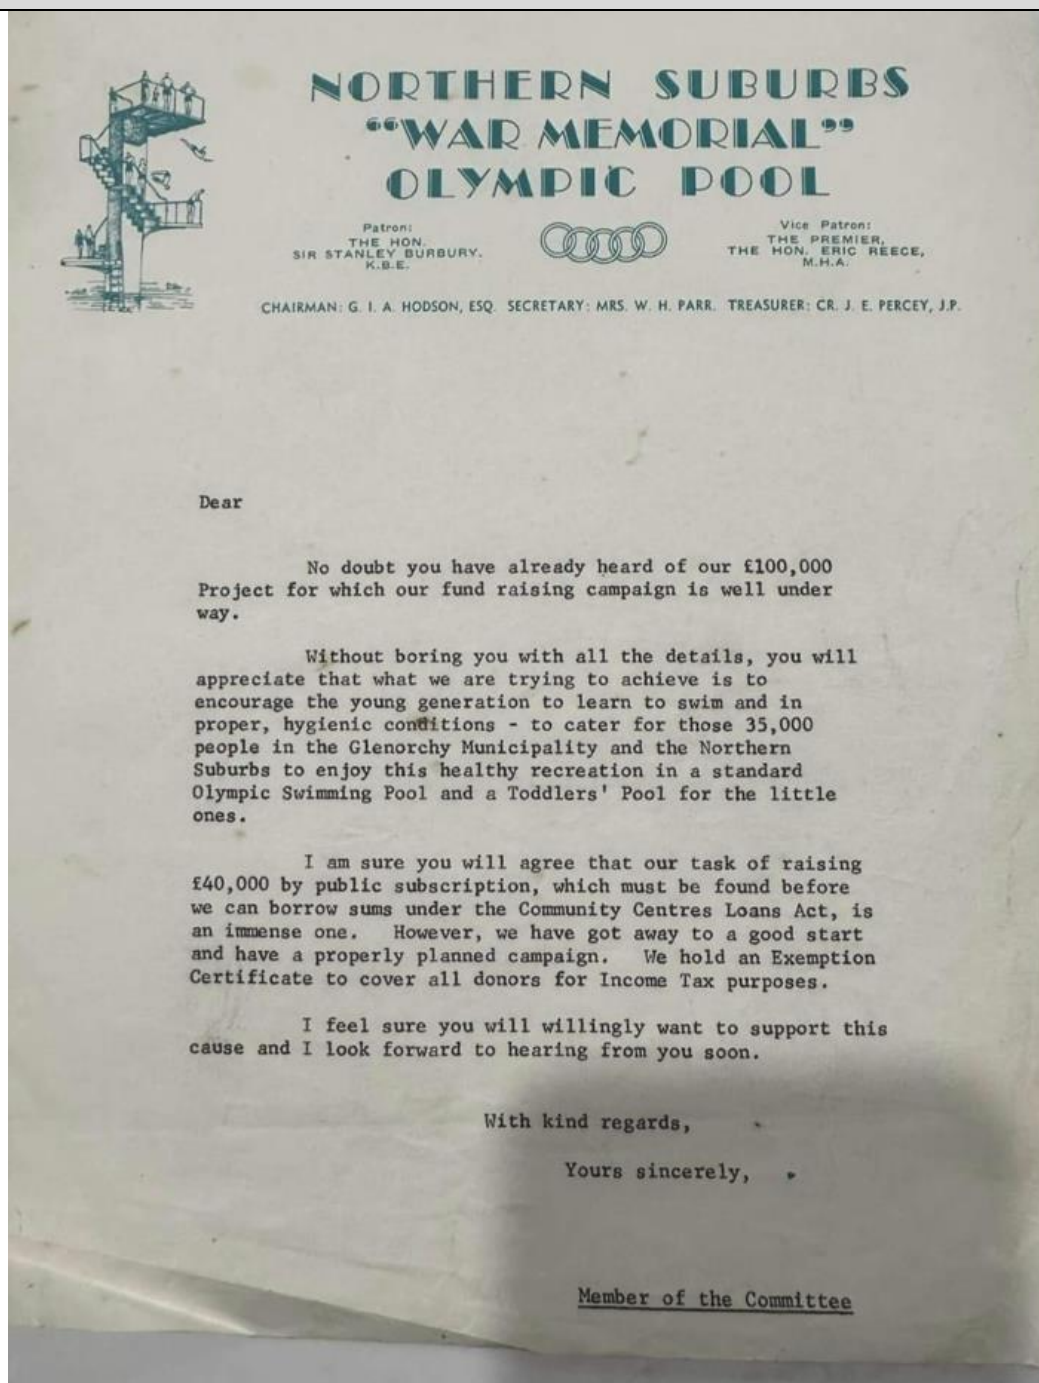 NORTHERN SUBURBS
"WAR MEMORIAL"
OLYMPIC POOL
Patron:
THE HON.
SIR STANLEY BURBURY.
K.B.E.
Vice Patron:
THE PREMIER,
THE HON. ERIC REECE,
M.H.A.
CHAIRMAN: G. I. A. HODSON, ESQ. SECRETARY: MRS. W. H. PARR. TREASURER: CR. J. E. PERCEY, J.P.
Dear
No doubt you have already heard of our £100,000
Project for which our fund raising campaign is well under
way.
Without boring you with all the details, you will
appreciate that what we are trying to achieve is to
encourage the young generation to learn to swim and in
proper, hygienic conditions - to cater for those 35,000
people in the Glenorchy Municipality and the Northern
Suburbs to enjoy this healthy recreation in a standard
Olympic Swimming Pool and a Toddlers' Pool for the little
ones.
I am sure you will agree that our task of raising
£40,000 by public subscription, which must be found before
we can borrow sums under the Community Centres Loans Act, is
an immense one. However, we have got away to a good start
and have a properly planned campaign. We hold an Exemption
Certificate to cover all donors for Income Tax purposes.
I feel sure you will willingly want to support this
cause and I look forward to hearing from you soon.
With kind regards,
Yours sincerely,
Member of the Committee